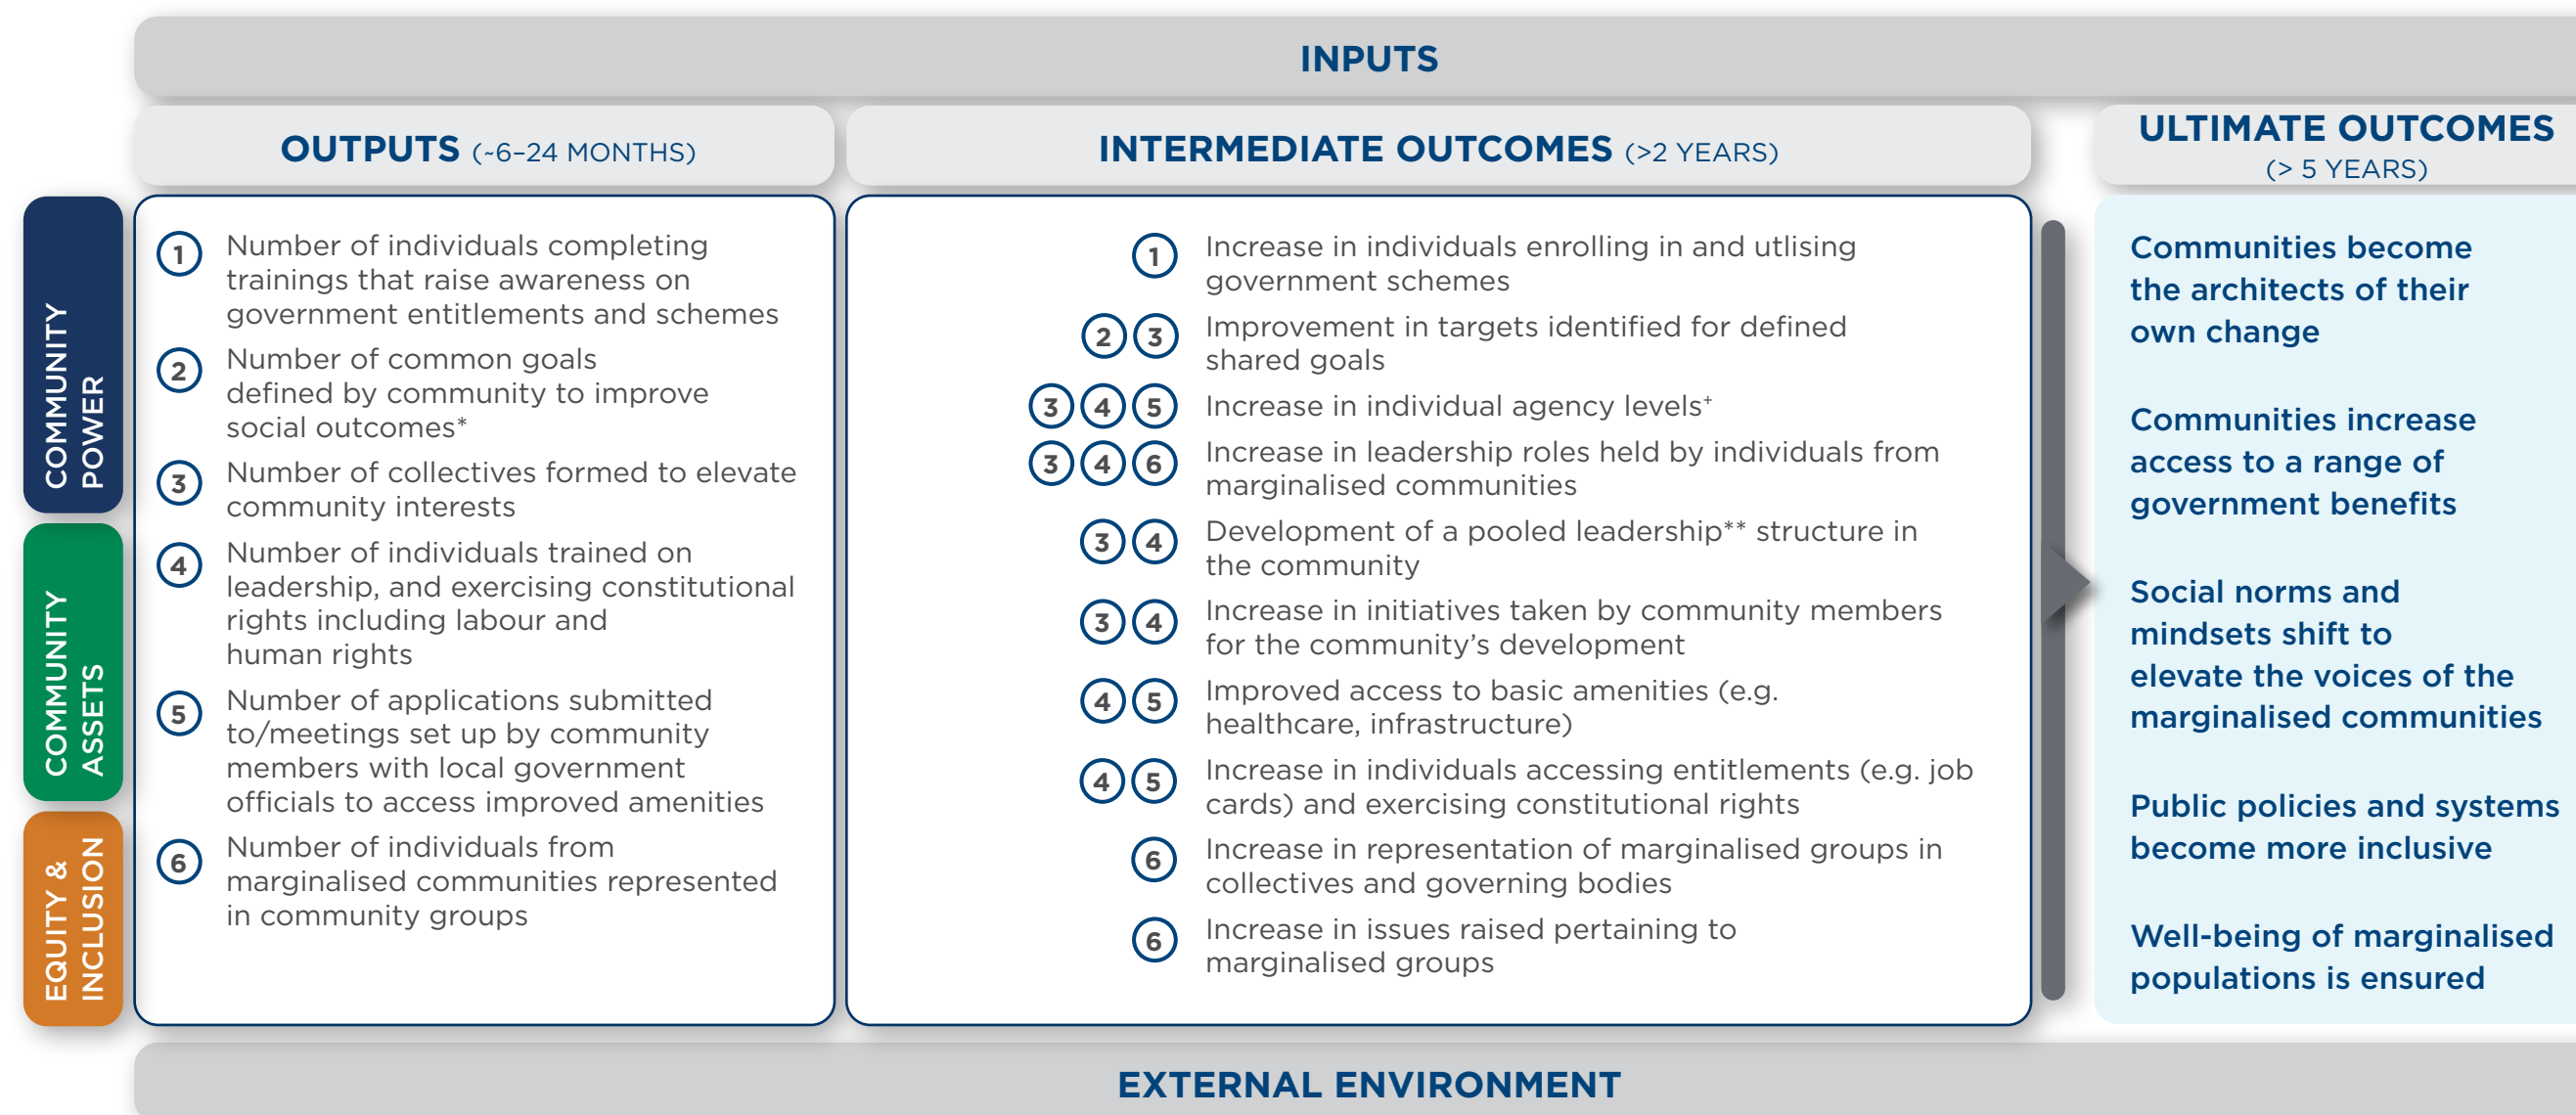 INPUTS
OUTPUTS (~6–24 MONTHS)
INTERMEDIATE OUTCOMES (>2 YEARS)
ULTIMATE OUTCOMES
(> 5 YEARS)
COMMUNITY
POWER
COMMUNITY
ASSETS
EQUITY &
INCLUSION
1 Number of individuals completing
trainings that raise awareness on
government entitlements and schemes
2 Number of common goals
defined by community to improve
social outcomes*
3 Number of collectives formed to elevate
community interests
4 Number of individuals trained on
leadership, and exercising constitutional
rights including labour and
human rights
5 Number of applications submitted
to/meetings set up by community
members with local government
officials to access improved amenities
6 Number of individuals from
marginalised communities represented
in community groups
1 Increase in individuals enrolling in and utlising
government schemes
2 3 Improvement in targets identified for defined
shared goals
3 4 5 Increase in individual agency levels+
3 4 6 Increase in leadership roles held by individuals from
marginalised communities
3 4 Development of a pooled leadership** structure in
the community
3 4 Increase in initiatives taken by community members
for the community’s development
4 5 Improved access to basic amenities (e.g.
healthcare, infrastructure)
4 5 Increase in individuals accessing entitlements (e.g. job
cards) and exercising constitutional rights
6 Increase in representation of marginalised groups in
collectives and governing bodies
6 Increase in issues raised pertaining to
marginalised groups
Communities become
the architects of their
own change
Communities increase
access to a range of
government benefits
Social norms and
mindsets shift to
elevate the voices of the
marginalised communities
Public policies and systems
become more inclusive
Well-being of marginalised
populations is ensured
EXTERNAL ENVIRONMENT